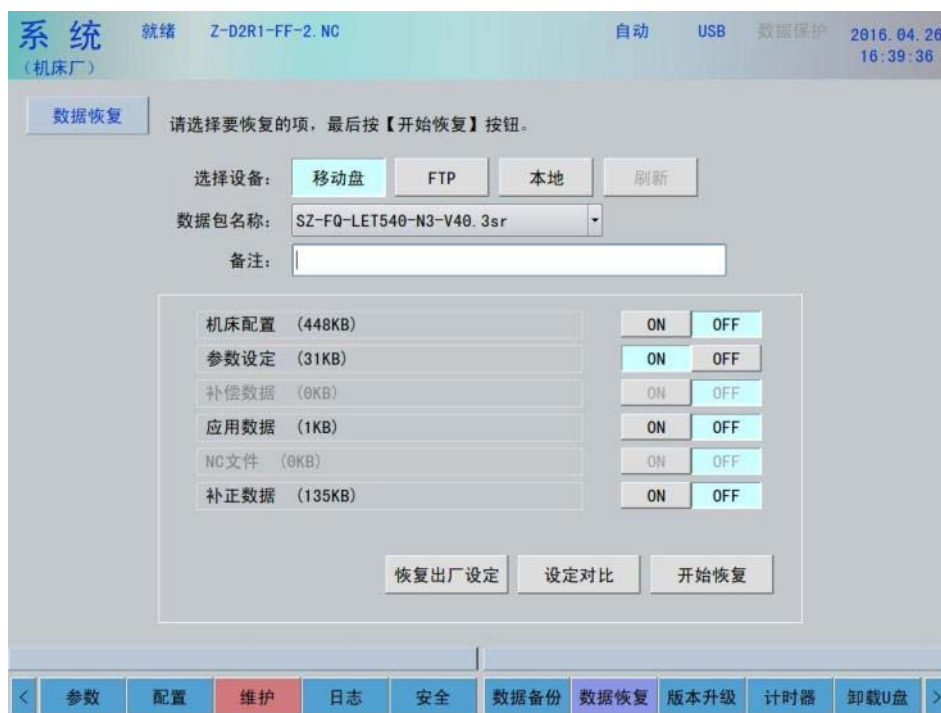 系 统 就绪 Z-D2R1-FF-2.NC 自动 USB 数据保护 2016.04.26
(机床厂) 16:39:36
数据恢复
请选择要恢复的项，最后按【开始恢复】按钮。
选择设备： 移动盘 FTP 本地 刷新
数据包名称： SZ-FQ-LET540-N3-V40.3sr
备注：
机床配置 (448KB) ON OFF
参数设定 (31KB) ON OFF
补偿数据 (0KB) ON OFF
应用数据 (1KB) ON OFF
NC文件 (0KB) ON OFF
补正数据 (135KB) ON OFF
恢复出厂设定 设定对比 开始恢复
< 参数 配置 维护 日志 安全 数据备份 数据恢复 版本升级 计时器 卸载U盘 >